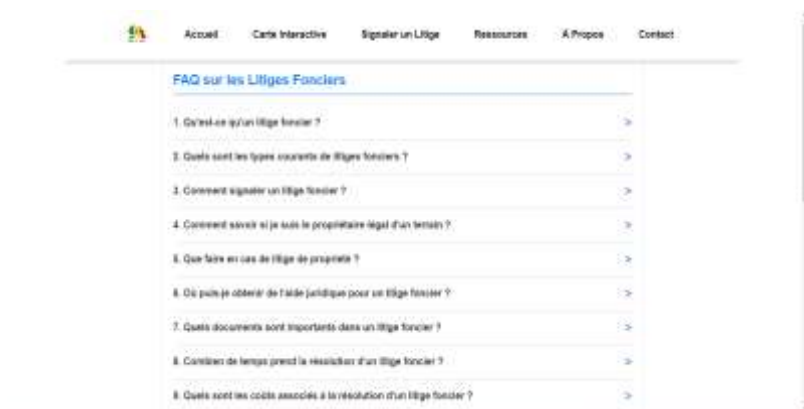 Accueil Carte Interactive Signaler un Litige Ressources À Propos Contact
FAQ sur les Litiges Fonciers
1. Qu'est-ce qu'un litige foncier ? >
2. Quels sont les types courants de litiges fonciers ? >
3. Comment signaler un litige foncier ? >
4. Comment savoir si je suis le propriétaire légal d'un terrain ? >
5. Que faire en cas de litige de propriété ? >
6. Où puis-je obtenir de l'aide juridique pour un litige foncier ? >
7. Quels documents sont importants dans un litige foncier ? >
8. Combien de temps prend la résolution d'un litige foncier ? >
9. Quels sont les coûts associés à la résolution d'un litige foncier ? >